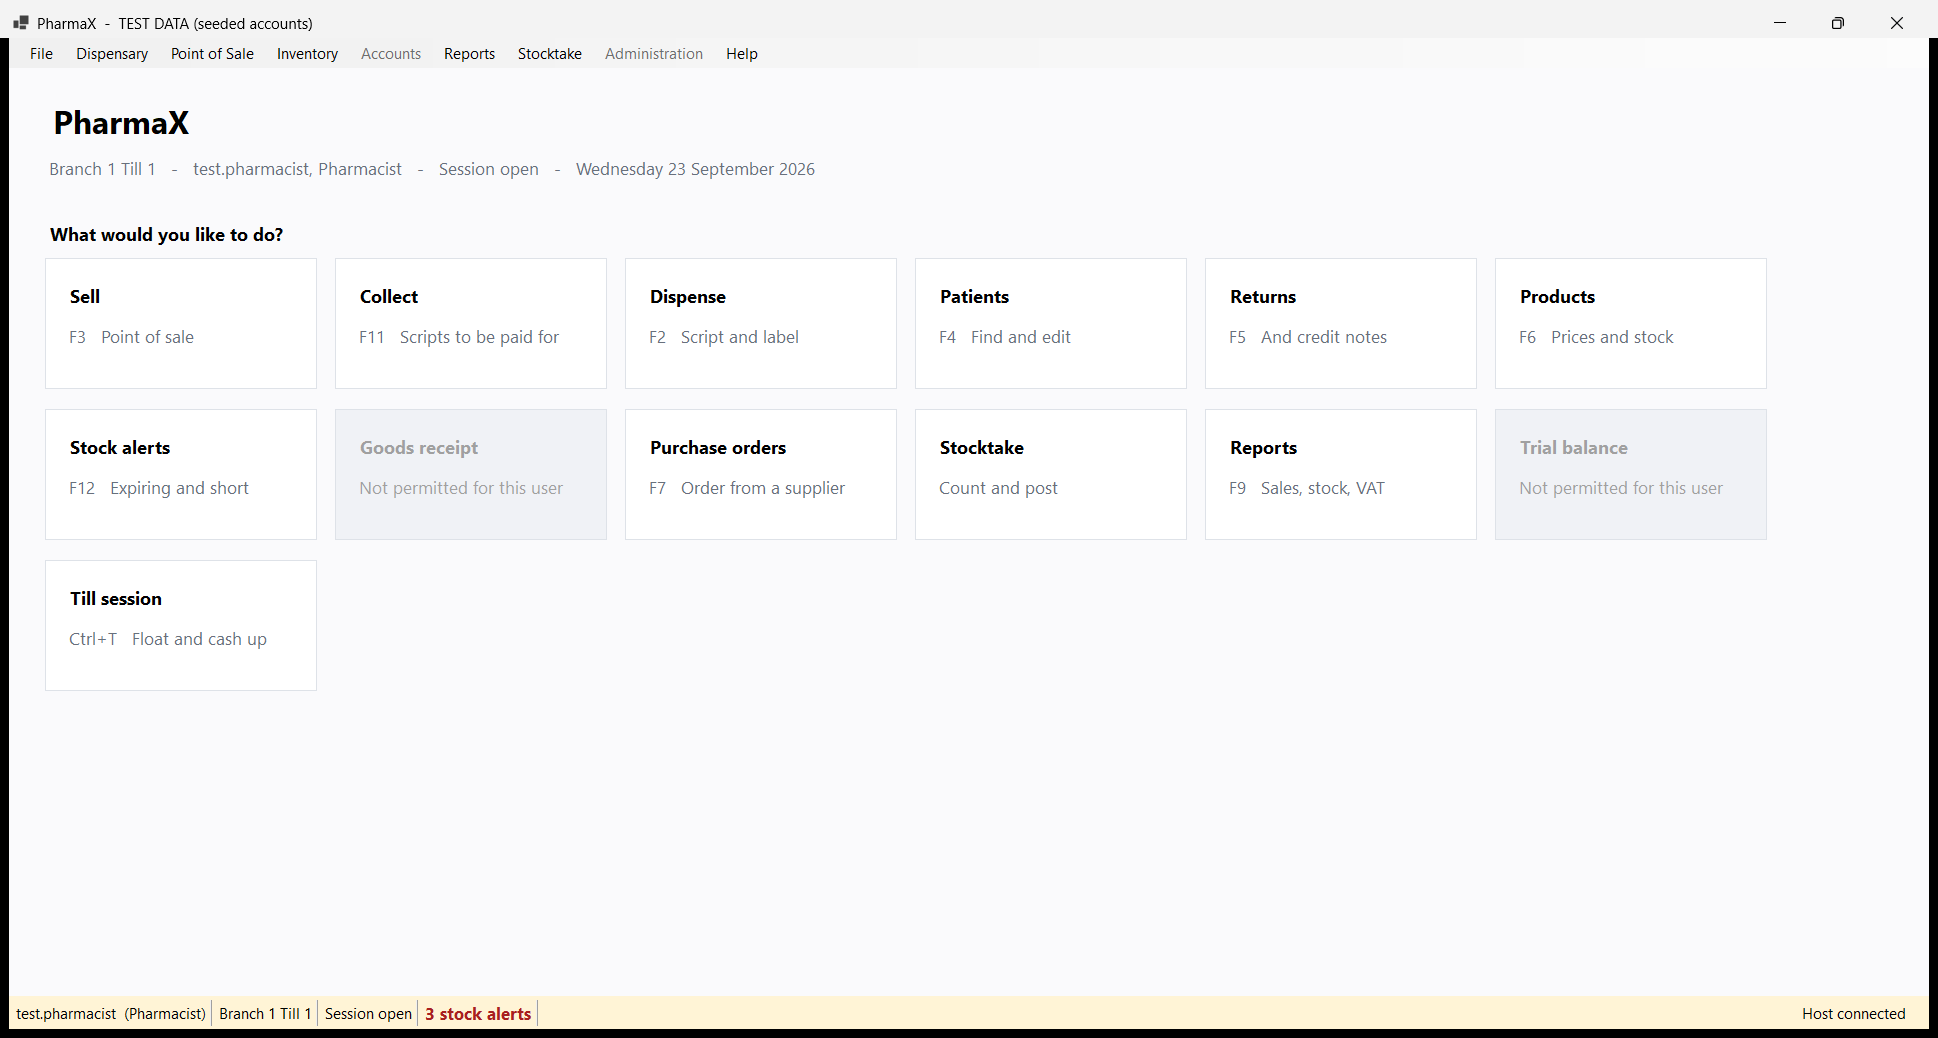 PharmaX - TEST DATA (seeded accounts)
File Dispensary Point of Sale Inventory Accounts Reports Stocktake Administration Help
PharmaX
Branch 1 Till 1 - test.pharmacist, Pharmacist - Session open - Wednesday 23 September 2026
What would you like to do?
Sell
F3 Point of sale
Collect
F11 Scripts to be paid for
Dispense
F2 Script and label
Patients
F4 Find and edit
Returns
F5 And credit notes
Products
F6 Prices and stock
Stock alerts
F12 Expiring and short
Goods receipt
Not permitted for this user
Purchase orders
F7 Order from a supplier
Stocktake
Count and post
Reports
F9 Sales, stock, VAT
Trial balance
Not permitted for this user
Till session
Ctrl+T Float and cash up
test.pharmacist (Pharmacist) Branch 1 Till 1 Session open 3 stock alerts Host connected